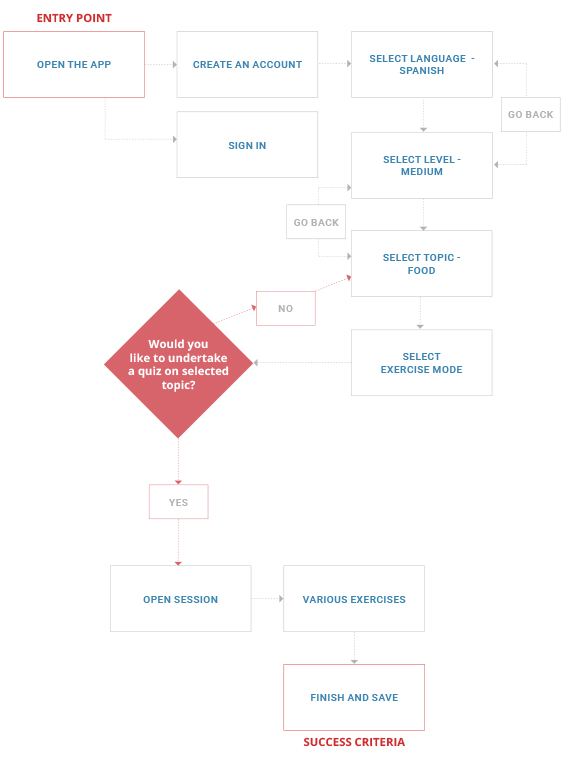 ENTRY POINT
OPEN THE APP
CREATE AN ACCOUNT
SELECT LANGUAGE -
SPANISH
GO BACK
SIGN IN
SELECT LEVEL -
MEDIUM
GO BACK
SELECT TOPIC -
FOOD
NO
Would you
like to undertake
a quiz on selected
topic?
SELECT
EXERCISE MODE
YES
OPEN SESSION
VARIOUS EXERCISES
FINISH AND SAVE
SUCCESS CRITERIA